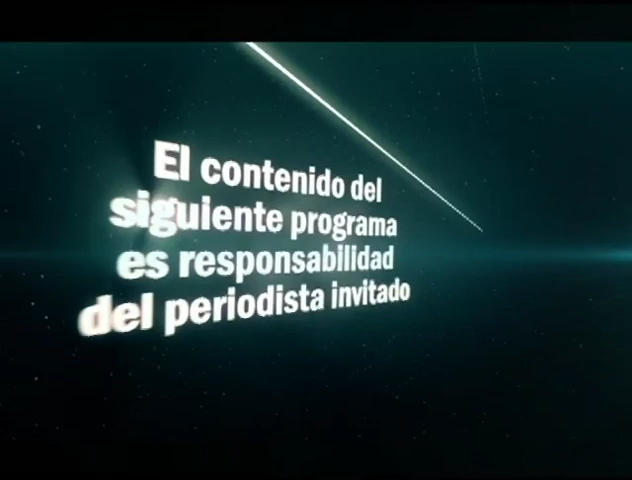 El contenido del
siguiente programa
es responsabilidad
del periodista invitado